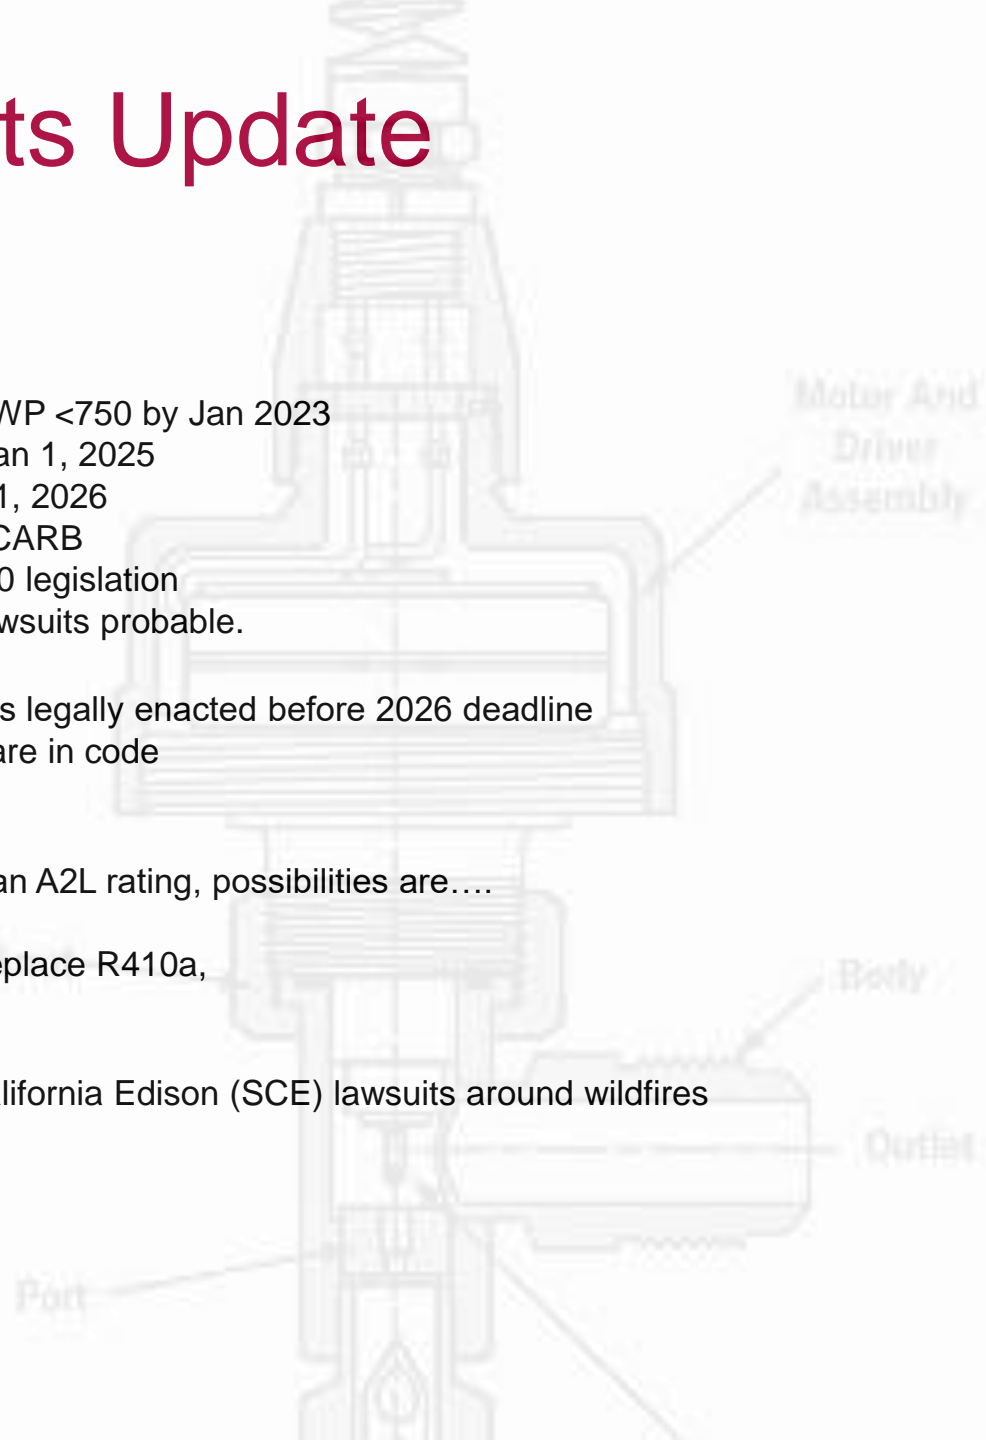 ts Update
WP <750 by Jan 2023
an 1, 2025
1, 2026
CARB
0 legislation
wsuits probable.
s legally enacted before 2026 deadline
are in code
an A2L rating, possibilities are….
eplace R410a,
lifornia Edison (SCE) lawsuits around wildfires
Motor And
Driver
Assembly
Body
Outlet
Port